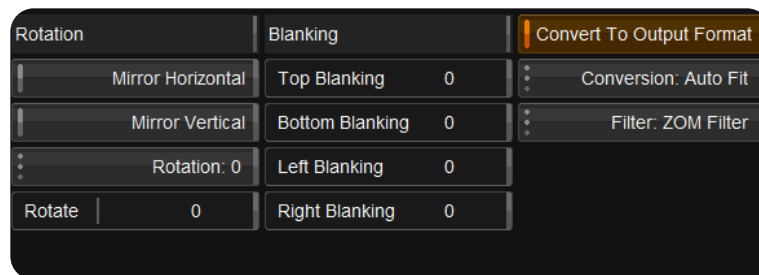 Rotation
Mirror Horizontal
Mirror Vertical
Rotation: 0
Rotate 0
Blanking
Top Blanking 0
Bottom Blanking 0
Left Blanking 0
Right Blanking 0
Convert To Output Format
Conversion: Auto Fit
Filter: ZOM Filter